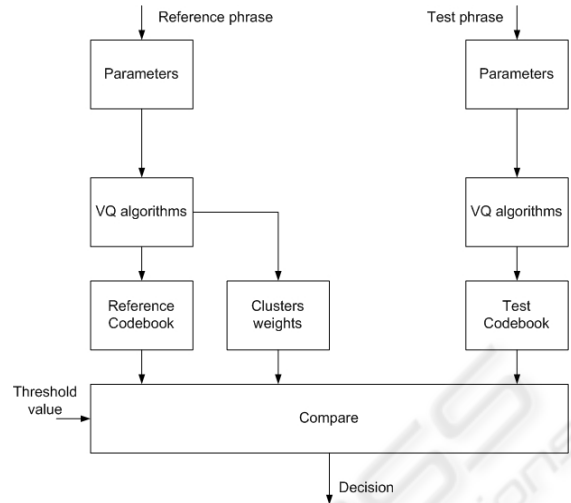 Reference phrase
Test phrase
Parameters
Parameters
VQ algorithms
VQ algorithms
Reference
Codebook
Clusters
weights
Test
Codebook
Threshold
value
Compare
Decision